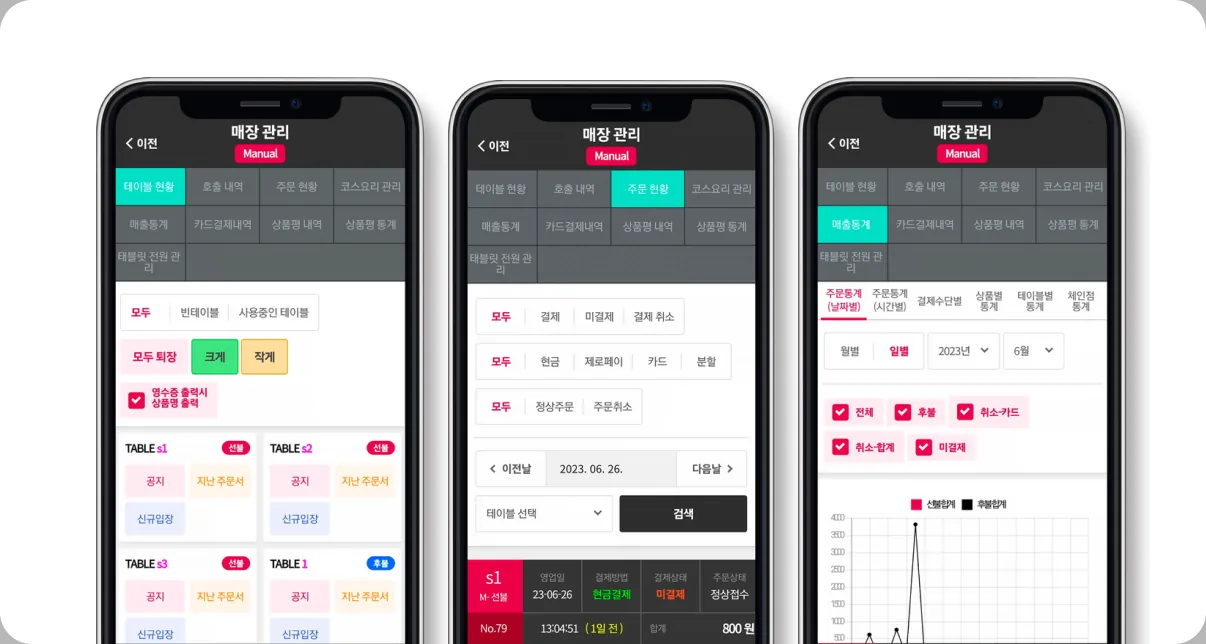 이전
매장 관리
Manual
테이블 현황 호출 내역 주문 현황 코스요리 관리
매출통계 카드결제내역 상품평 내역 상품평 통계
태블릿 전원 관
리
모두 빈테이블 사용중인 테이블
모두 퇴장 크게 작게
영수증 출력시
상품명 출력
TABLE s1 선불 TABLE s2 선불
공지 지난 주문서 공지 지난 주문서
신규입장 신규입장
TABLE s3 선불 TABLE 1 후불
공지 지난 주문서 공지 지난 주문서
신규입장 신규입장
이전
매장 관리
Manual
테이블 현황 호출 내역 주문 현황 코스요리 관리
매출통계 카드결제내역 상품평 내역 상품평 통계
태블릿 전원 관
리
모두 결제 미결제 결제 취소
모두 현금 제로페이 카드 분할
모두 정상주문 주문취소
이전날 2023. 06. 26. 다음날
테이블 선택 검색
s1 영업일 결제방법 결제상태 주문상태
M- 선불 23-06-26 현금결제 미결제 정상접수
No.79 13:04:51 (1일 전) 합계 800 원
이전
매장 관리
Manual
테이블 현황 호출 내역 주문 현황 코스요리 관리
매출통계 카드결제내역 상품평 내역 상품평 통계
태블릿 전원 관
리
주문통계 주문통계 결제수단별 상품별 테이블별 체인점
(날짜별) (시간별) 통계 통계 통계
월별 일별 2023년 6월
전체 후불 취소-카드
취소-합계 미결제
선불합계 후불합계
4000
3500
3000
2500
2000
1500
1000
500